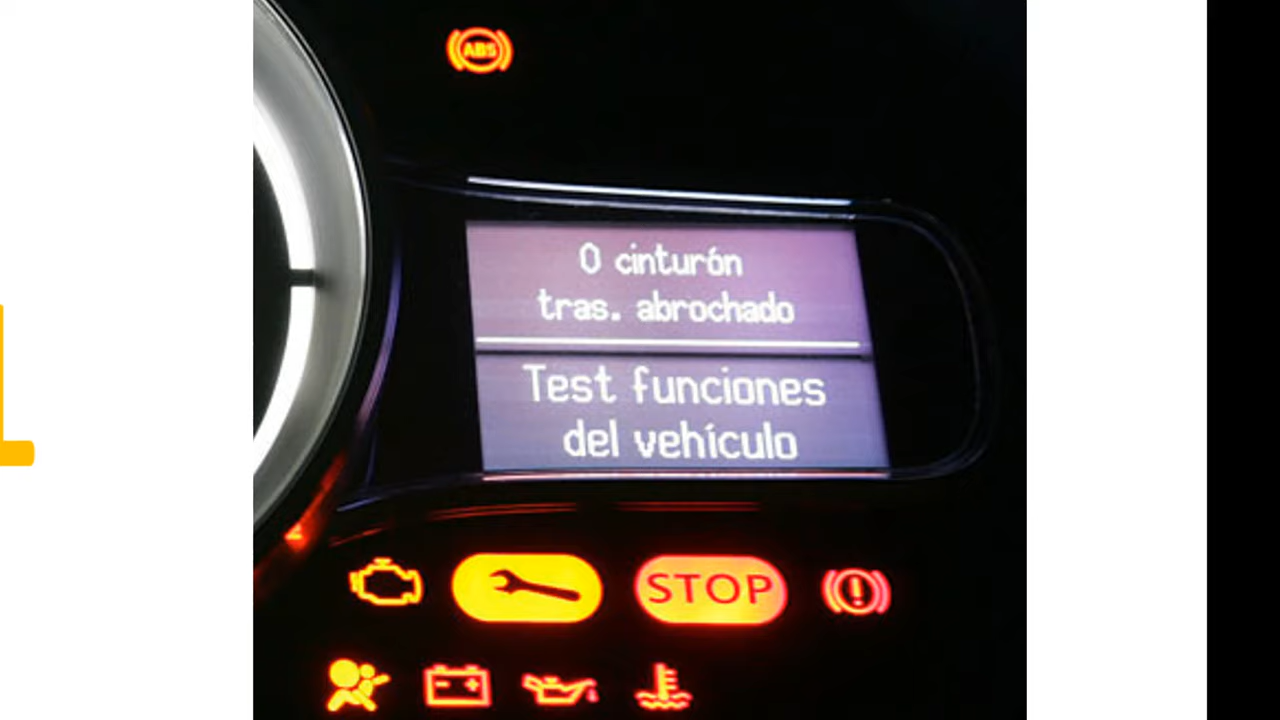 ABS
0 cinturón
tras. abrochado
Test funciones
del vehículo
STOP